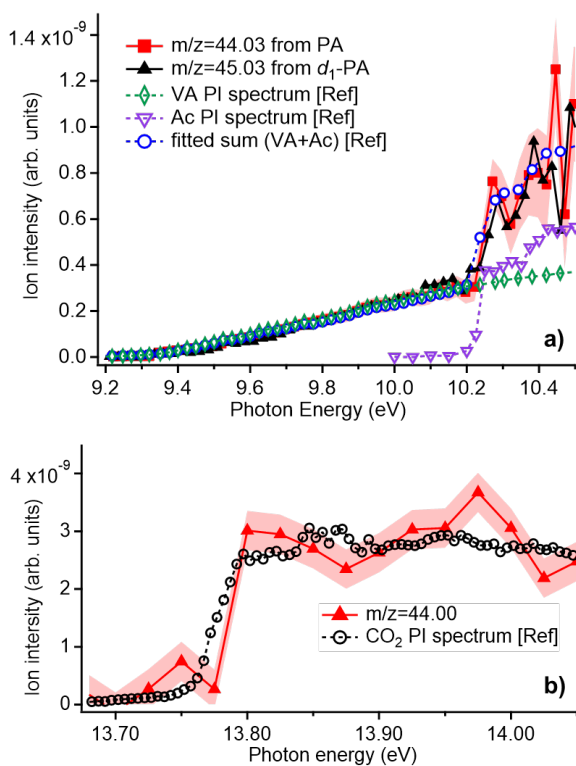 1.4 x10⁻⁹
1.2
1.0
0.8
0.6
0.4
0.2
0.0
Ion intensity (arb. units)
m/z=44.03 from PA
m/z=45.03 from d₁-PA
VA PI spectrum [Ref]
Ac PI spectrum [Ref]
fitted sum (VA+Ac) [Ref]
a)
9.2 9.4 9.6 9.8 10.0 10.2 10.4
Photon Energy (eV)
4 x10⁻⁹
3
2
1
0
Ion intensity (arb. units)
m/z=44.00
CO₂ PI spectrum [Ref]
b)
13.70 13.80 13.90 14.00
Photon energy (eV)